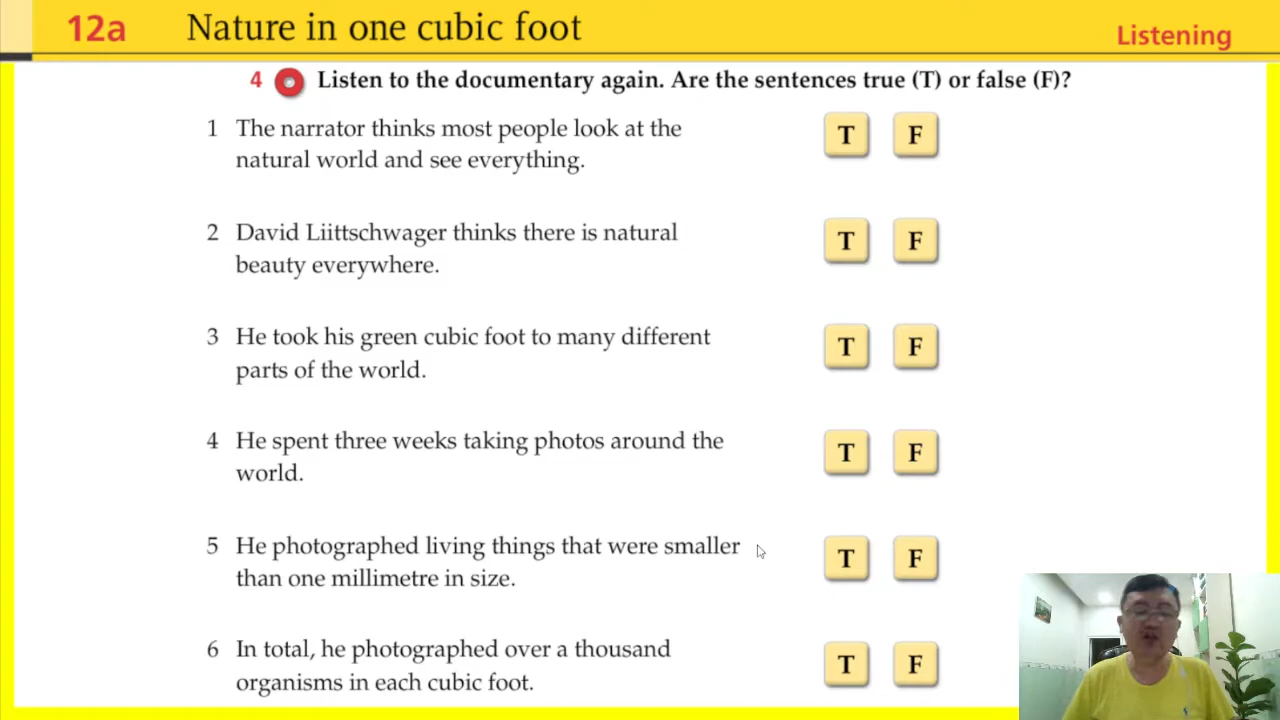 12a Nature in one cubic foot
Listening
4 Listen to the documentary again. Are the sentences true (T) or false (F)?
1 The narrator thinks most people look at the
natural world and see everything.
T F
2 David Liittschwager thinks there is natural
beauty everywhere.
T F
3 He took his green cubic foot to many different
parts of the world.
T F
4 He spent three weeks taking photos around the
world.
T F
5 He photographed living things that were smaller
than one millimetre in size.
T F
6 In total, he photographed over a thousand
organisms in each cubic foot.
T F